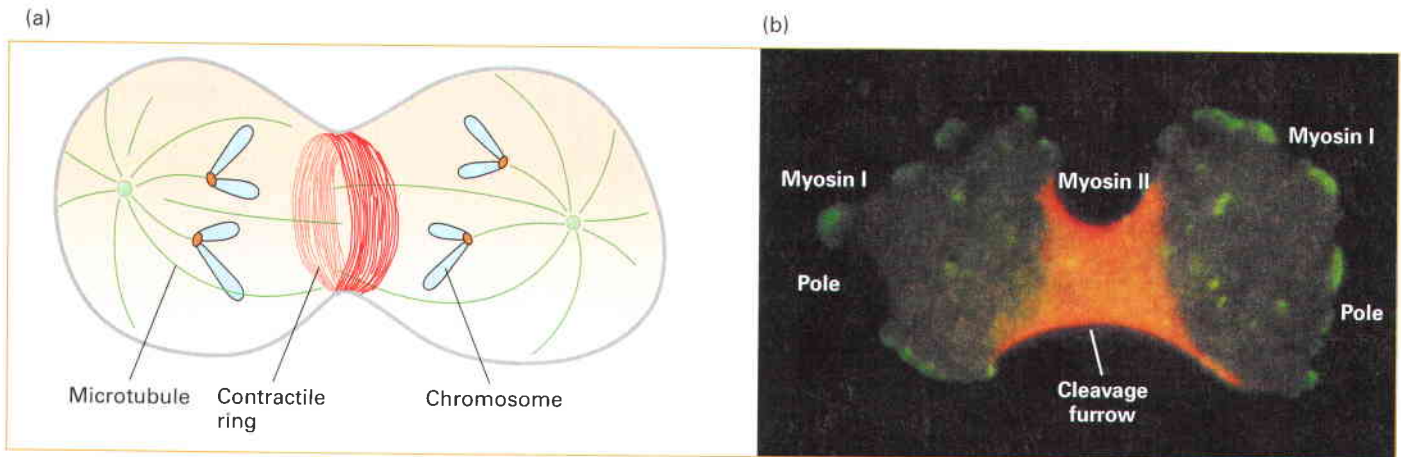 (a)
Microtubule
Contractile
ring
Chromosome
(b)
Myosin I
Myosin II
Myosin I
Pole
Pole
Cleavage
furrow